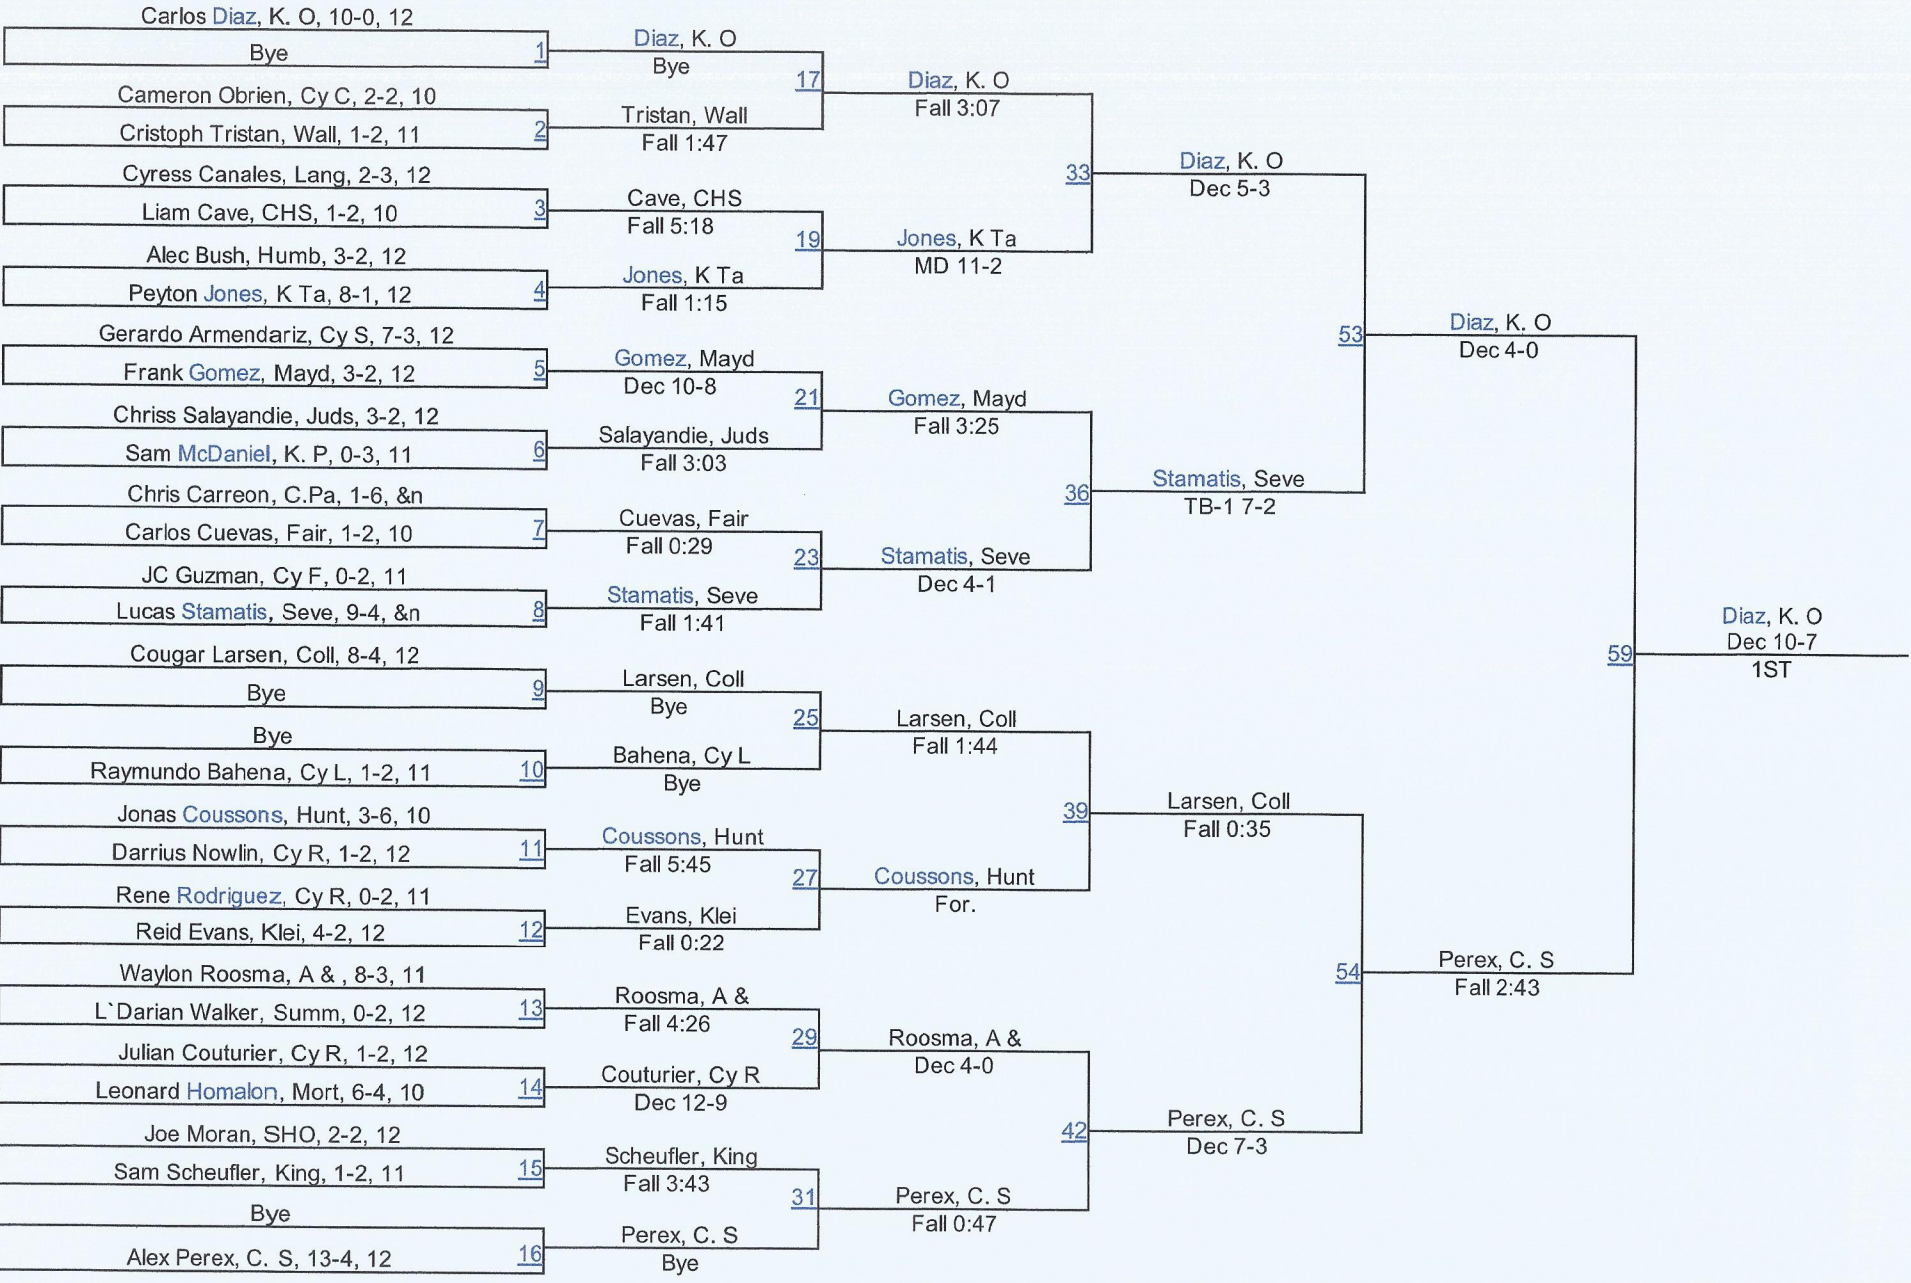 Carlos Diaz, K. O, 10-0, 12
Bye
1
Cameron Obrien, Cy C, 2-2, 10
Cristoph Tristan, Wall, 1-2, 11
2
Cyress Canales, Lang, 2-3, 12
Liam Cave, CHS, 1-2, 10
3
Alec Bush, Humb, 3-2, 12
Peyton Jones, K Ta, 8-1, 12
4
Gerardo Armendariz, Cy S, 7-3, 12
Frank Gomez, Mayd, 3-2, 12
5
Chriss Salayandie, Juds, 3-2, 12
Sam McDaniel, K. P, 0-3, 11
6
Chris Carreon, C.Pa, 1-6, &n
Carlos Cuevas, Fair, 1-2, 10
7
JC Guzman, Cy F, 0-2, 11
Lucas Stamatis, Seve, 9-4, &n
8
Cougar Larsen, Coll, 8-4, 12
Bye
9
Bye
Raymundo Bahena, Cy L, 1-2, 11
10
Jonas Coussons, Hunt, 3-6, 10
Darrius Nowlin, Cy R, 1-2, 12
11
Rene Rodriguez, Cy R, 0-2, 11
Reid Evans, Klei, 4-2, 12
12
Waylon Roosma, A & , 8-3, 11
L`Darian Walker, Summ, 0-2, 12
13
Julian Couturier, Cy R, 1-2, 12
Leonard Homalon, Mort, 6-4, 10
14
Joe Moran, SHO, 2-2, 12
Sam Scheufler, King, 1-2, 11
15
Bye
Alex Perex, C. S, 13-4, 12
16
Diaz, K. O
Bye
17
Tristan, Wall
Fall 1:47
Cave, CHS
Fall 5:18
19
Jones, K Ta
Fall 1:15
Gomez, Mayd
Dec 10-8
21
Salayandie, Juds
Fall 3:03
Cuevas, Fair
Fall 0:29
23
Stamatis, Seve
Fall 1:41
Larsen, Coll
Bye
25
Bahena, Cy L
Bye
Coussons, Hunt
Fall 5:45
27
Evans, Klei
Fall 0:22
Roosma, A &
Fall 4:26
29
Couturier, Cy R
Dec 12-9
Scheufler, King
Fall 3:43
31
Perex, C. S
Bye
Diaz, K. O
Fall 3:07
33
Jones, K Ta
MD 11-2
Gomez, Mayd
Fall 3:25
36
Stamatis, Seve
Dec 4-1
Larsen, Coll
Fall 1:44
39
Coussons, Hunt
For.
Roosma, A &
Dec 4-0
42
Perex, C. S
Fall 0:47
Diaz, K. O
Dec 5-3
53
Stamatis, Seve
TB-1 7-2
Larsen, Coll
Fall 0:35
54
Perex, C. S
Dec 7-3
Diaz, K. O
Dec 4-0
59
Perex, C. S
Fall 2:43
Diaz, K. O
Dec 10-7
1ST